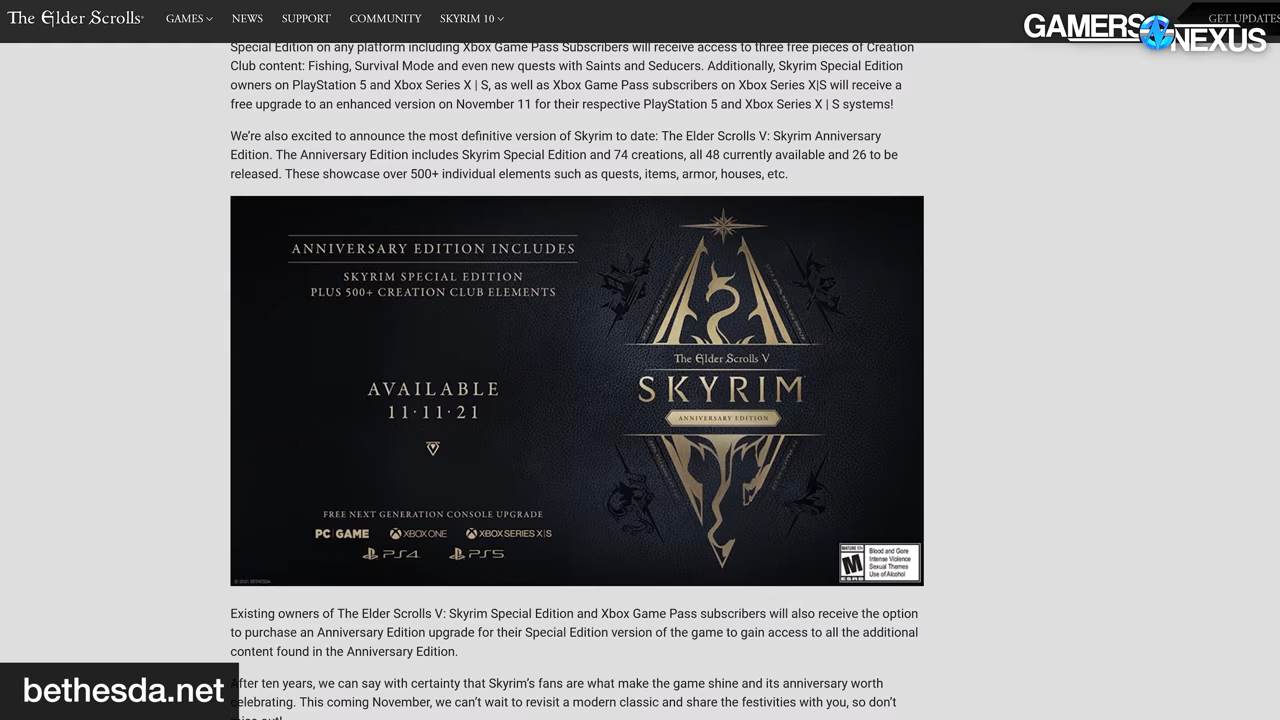 The Elder Scrolls
GAMES
NEWS
SUPPORT
COMMUNITY
SKYRIM 10
GET UPDATES
GAMERS NEXUS
Special Edition on any platform including Xbox Game Pass Subscribers will receive access to three free pieces of Creation
Club content: Fishing, Survival Mode and even new quests with Saints and Seducers. Additionally, Skyrim Special Edition
owners on PlayStation 5 and Xbox Series X | S, as well as Xbox Game Pass subscribers on Xbox Series X|S will receive a
free upgrade to an enhanced version on November 11 for their respective PlayStation 5 and Xbox Series X | S systems!
We're also excited to announce the most definitive version of Skyrim to date: The Elder Scrolls V: Skyrim Anniversary
Edition. The Anniversary Edition includes Skyrim Special Edition and 74 creations, all 48 currently available and 26 to be
released. These showcase over 500+ individual elements such as quests, items, armor, houses, etc.
ANNIVERSARY EDITION INCLUDES
SKYRIM SPECIAL EDITION
PLUS 500+ CREATION CLUB ELEMENTS
AVAILABLE
11·11·21
FREE NEXT GENERATION CONSOLE UPGRADE
PC|GAME XBOX ONE XBOX SERIES X|S
PS4 PS5
© 2021 BETHESDA
The Elder Scrolls V
SKYRIM
ANNIVERSARY EDITION
MATURE 17+
M
ESRB
Blood and Gore
Intense Violence
Sexual Themes
Use of Alcohol
Existing owners of The Elder Scrolls V: Skyrim Special Edition and Xbox Game Pass subscribers will also receive the option
to purchase an Anniversary Edition upgrade for their Special Edition version of the game to gain access to all the additional
content found in the Anniversary Edition.
After ten years, we can say with certainty that Skyrim's fans are what make the game shine and its anniversary worth
celebrating. This coming November, we can't wait to revisit a modern classic and share the festivities with you, so don't
miss out!
bethesda.net